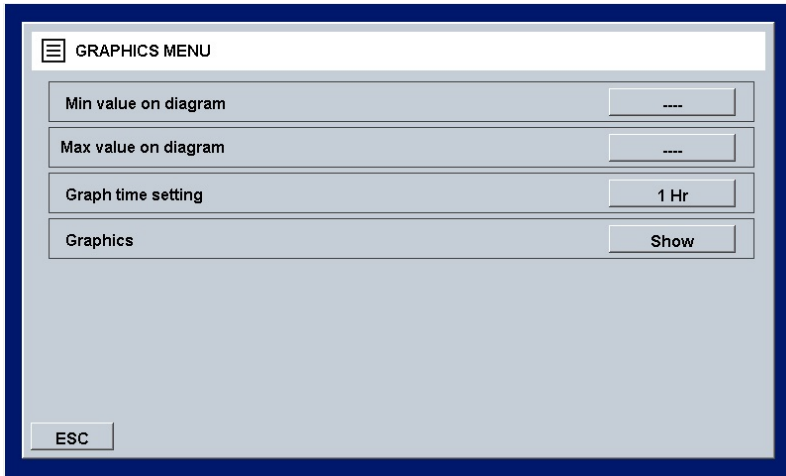 GRAPHICS MENU
Min value on diagram ----
Max value on diagram ----
Graph time setting 1 Hr
Graphics Show
ESC